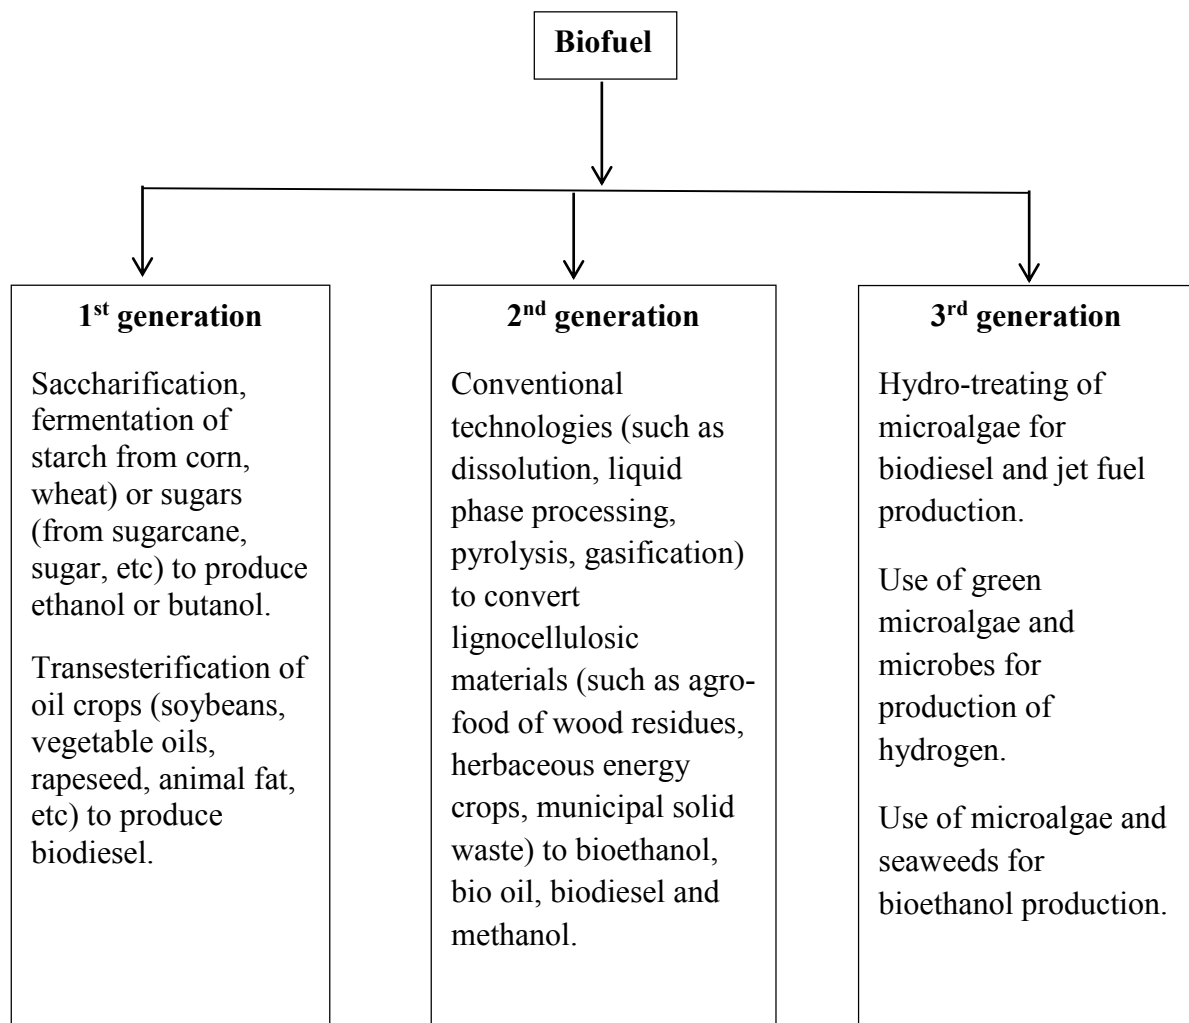 Biofuel
1st generation
Saccharification,
fermentation of
starch from corn,
wheat) or sugars
(from sugarcane,
sugar, etc) to produce
ethanol or butanol.
Transesterification of
oil crops (soybeans,
vegetable oils,
rapeseed, animal fat,
etc) to produce
biodiesel.
2nd generation
Conventional
technologies (such as
dissolution, liquid
phase processing,
pyrolysis, gasification)
to convert
lignocellulosic
materials (such as agro-
food of wood residues,
herbaceous energy
crops, municipal solid
waste) to bioethanol,
bio oil, biodiesel and
methanol.
3rd generation
Hydro-treating of
microalgae for
biodiesel and jet fuel
production.
Use of green
microalgae and
microbes for
production of
hydrogen.
Use of microalgae and
seaweeds for
bioethanol production.